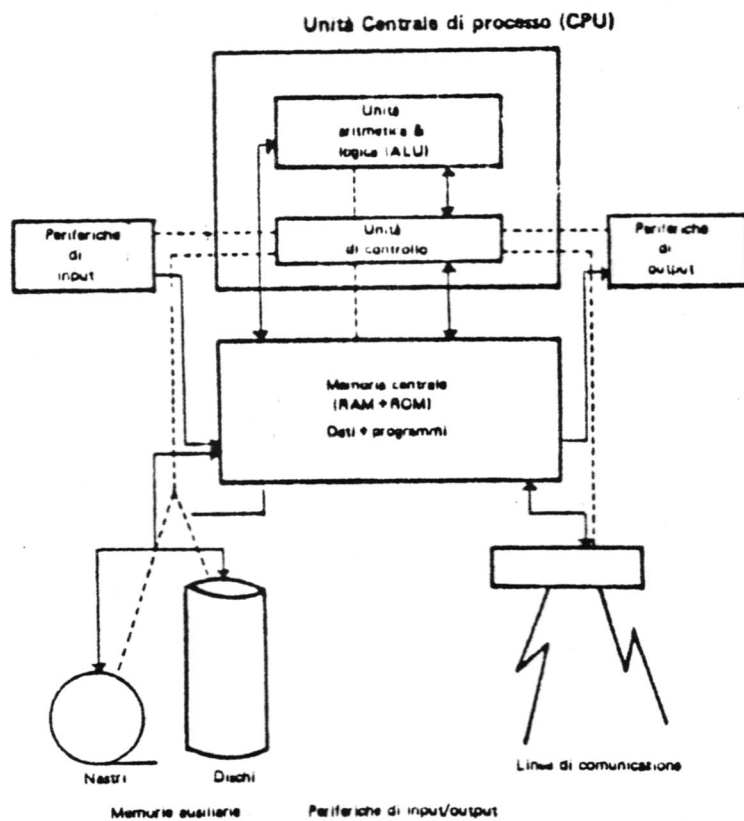 Unità Centrale di processo (CPU)
Unità
aritmetica &
logica (ALU)
Periferiche
di
input
Unità
di controllo
Periferiche
di
output
Memoria centrale
(RAM + ROM)
Dati + programmi
Nastri
Dischi
Linee di comunicazione
Memorie ausiliarie
Periferiche di input/output